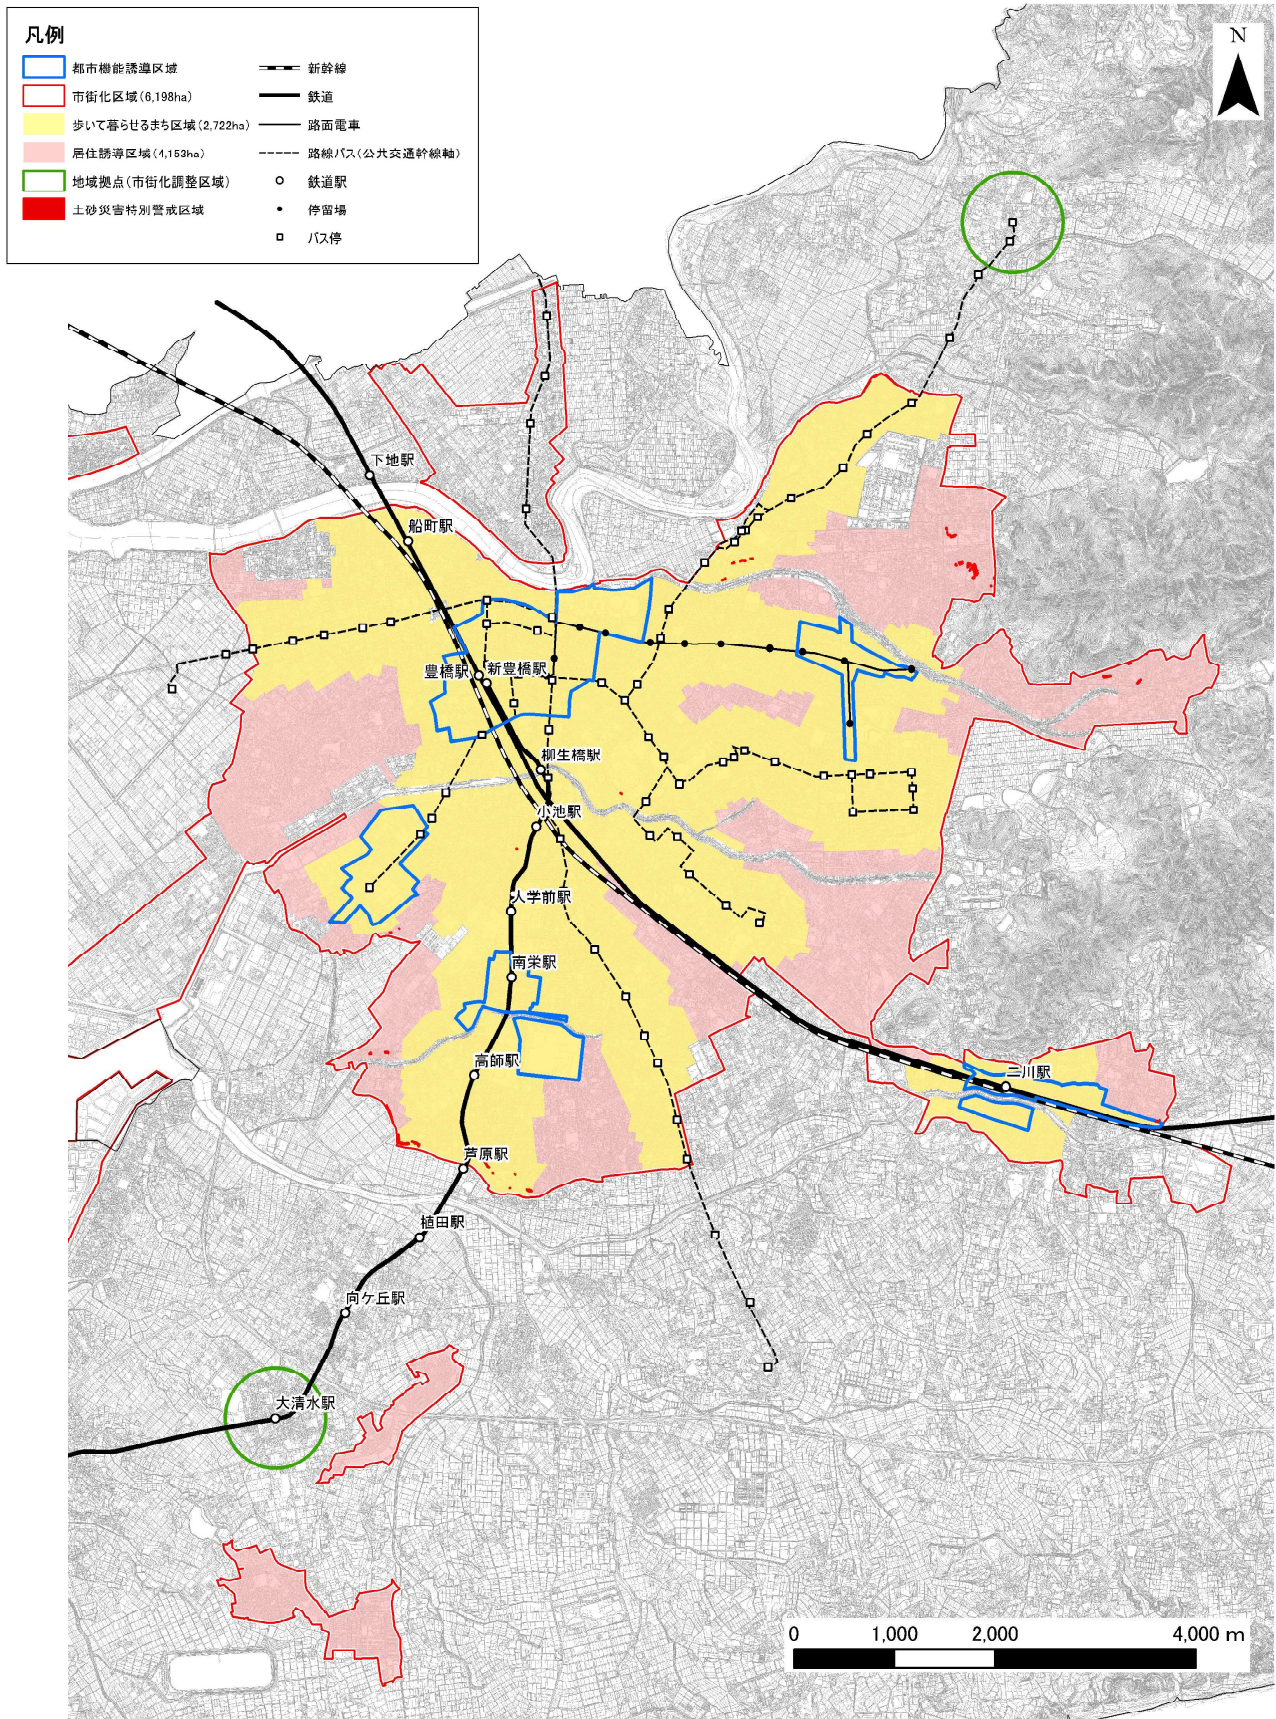 凡例
都市機能誘導区域
市街化区域(6,198ha)
歩いて暮らせるまち区域(2,722ha)
居住誘導区域(4,153ha)
地域拠点(市街化調整区域)
土砂災害特別警戒区域
新幹線
鉄道
路面電車
路線バス(公共交通幹線軸)
鉄道駅
停留場
バス停
N
下地駅
船町駅
豊橋駅
新豊橋駅
柳生橋駅
小池駅
大学前駅
南栄駅
高師駅
二川駅
芦原駅
植田駅
向ケ丘駅
大清水駅
0 1,000 2,000 4,000 m